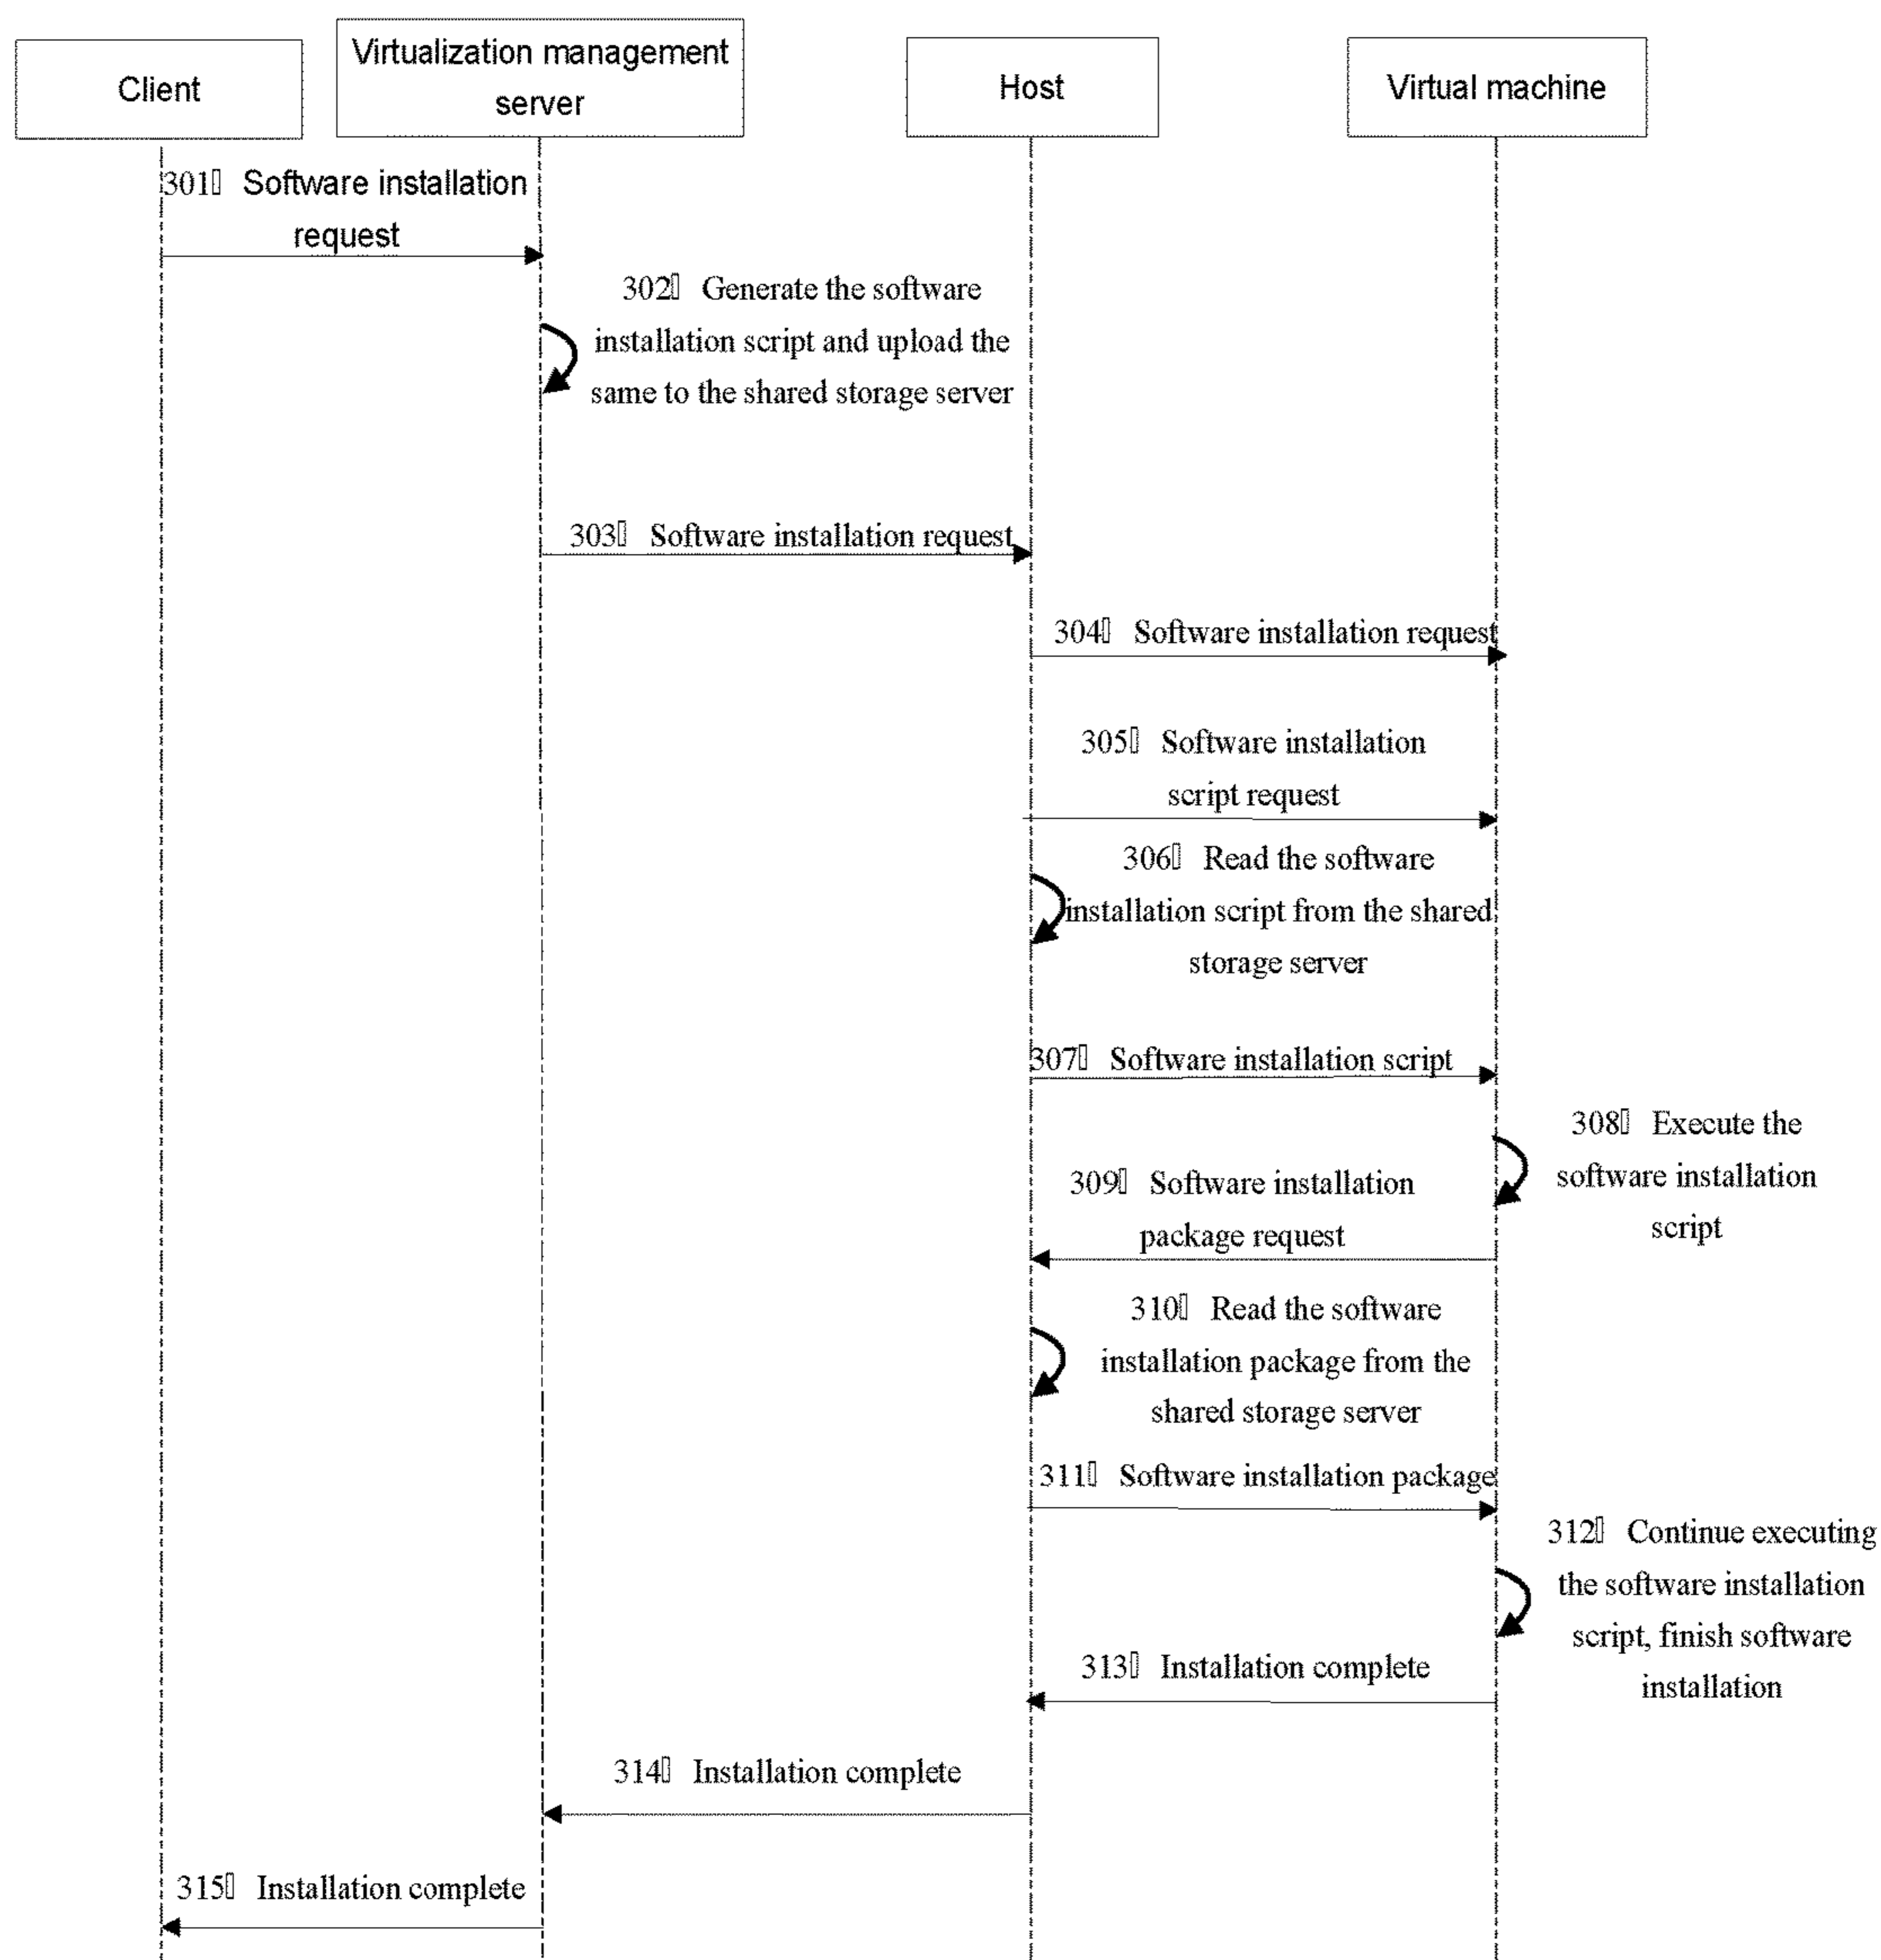 Client
Virtualization management
server
Host
Virtual machine
301 Software installation
request
302 Generate the software
installation script and upload the
same to the shared storage server
303 Software installation request
304 Software installation request
305 Software installation
script request
306 Read the software
installation script from the shared
storage server
307 Software installation script
308 Execute the
software installation
script
309 Software installation
package request
310 Read the software
installation package from the
shared storage server
311 Software installation package
312 Continue executing
the software installation
script, finish software
installation
313 Installation complete
314 Installation complete
315 Installation complete